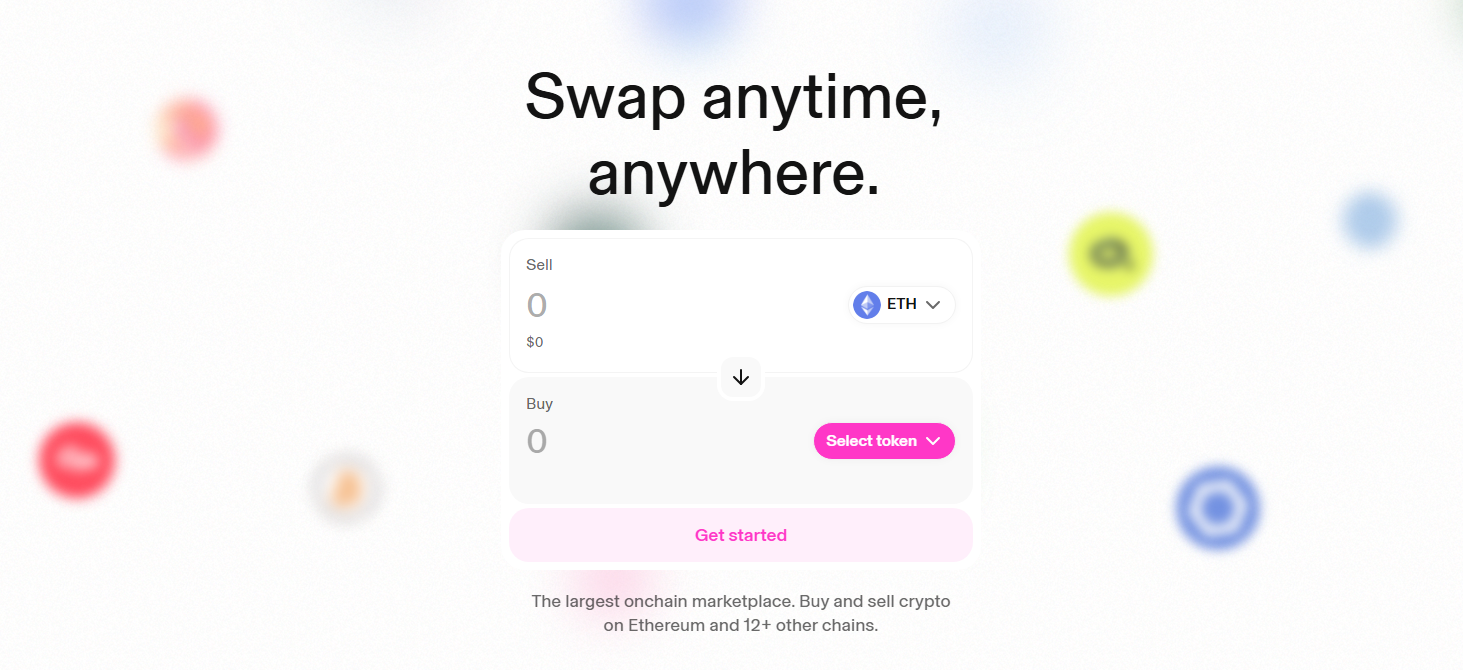 Swap anytime,
anywhere.
Sell
0
ETH
$0
Buy
0
Select token
Get started
The largest onchain marketplace. Buy and sell crypto
on Ethereum and 12+ other chains.